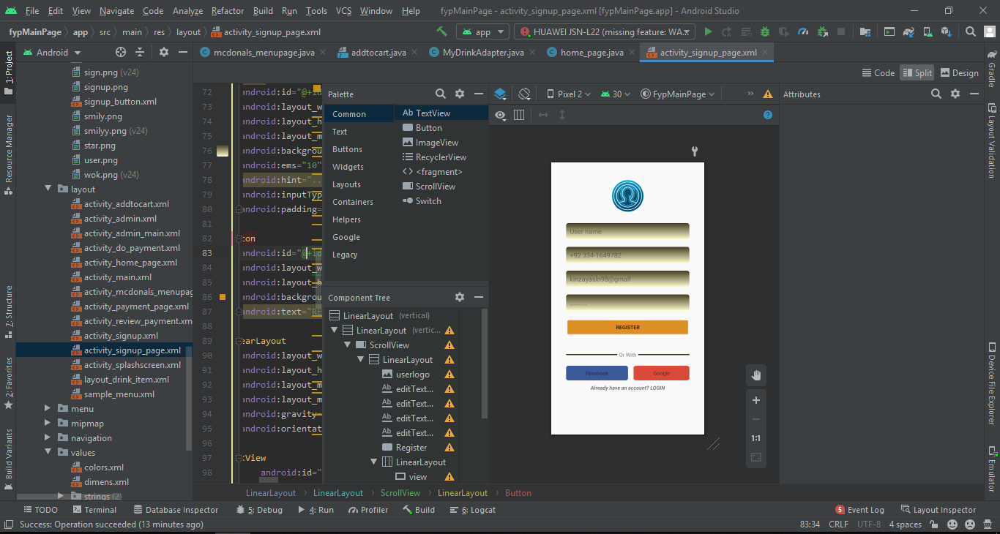 File Edit View Navigate Code Analyze Refactor Build Run Tools VCS Window Help fypMainPage - activity_signup_page.xml [fypMainPage.app] - Android Studio
fypMainPage app src main res layout activity_signup_page.xml app HUAWEI JSN-L22 (missing feature: WA...
Android mcdonals_menupage.java addtocart.java MyDrinkAdapter.java home_page.java activity_signup_page.xml
Code Split Design
1: Project
Resource Manager
7: Structure
2: Favorites
Build Variants
sign.png (v24)
signup.png
signup_button.xml
smily.png
smilyy.png (v24)
star.png
user.png
wok.png (v24)
layout
activity_addtocart.xml
activity_admin.xml
activity_admin_main.xml
activity_do_payment.xml
activity_home_page.xml
activity_main.xml
activity_mcdonals_menupag
activity_payment_page.xml
activity_review_payment.xm
activity_signup.xml
activity_signup_page.xml
activity_splashscreen.xml
layout_drink_item.xml
sample_menu.xml
menu
mipmap
navigation
values
colors.xml
dimens.xml
strings (2)
72 android:id="@+id
73 android:layout_w
74 android:layout_h
75 android:layout_m
76 android:backgrou
77 android:ems="10"
78 android:hint="..
79 android:inputTyp
80 android:padding=
81
82 ton
83 android:id="@+id
84 android:layout_w
85 android:layout_h
86 android:backgrou
87 android:text="RE
88
89 earLayout
90 android:layout_w
91 android:layout_h
92 android:layout_m
93 android:layout_m
94 android:gravity
95 android:orientat
96
97 tView
98 android:id="
Palette
Common
Text
Buttons
Widgets
Layouts
Containers
Helpers
Google
Legacy
Ab TextView
Button
ImageView
RecyclerView
<fragment>
ScrollView
Switch
Component Tree
LinearLayout (vertical)
LinearLayout (vertic...
ScrollView
LinearLayout
userlogo
Ab editText...
Ab editText...
Ab editText...
Ab editText...
Register
LinearLayout
view
Pixel 2 30 FypMainPage
User name
+92 334-1649782
kinzayasin98@gmail
..........
REGISTER
Or With
Facebook Google
Already have an account? LOGIN
1:1
Attributes
Gradle
Layout Validation
Device File Explorer
Emulator
LinearLayout LinearLayout ScrollView LinearLayout Button
TODO Terminal Database Inspector 5: Debug 4: Run Profiler Build 6: Logcat 5 Event Log Layout Inspector
Success: Operation succeeded (13 minutes ago) 83:34 CRLF UTF-8 4 spaces